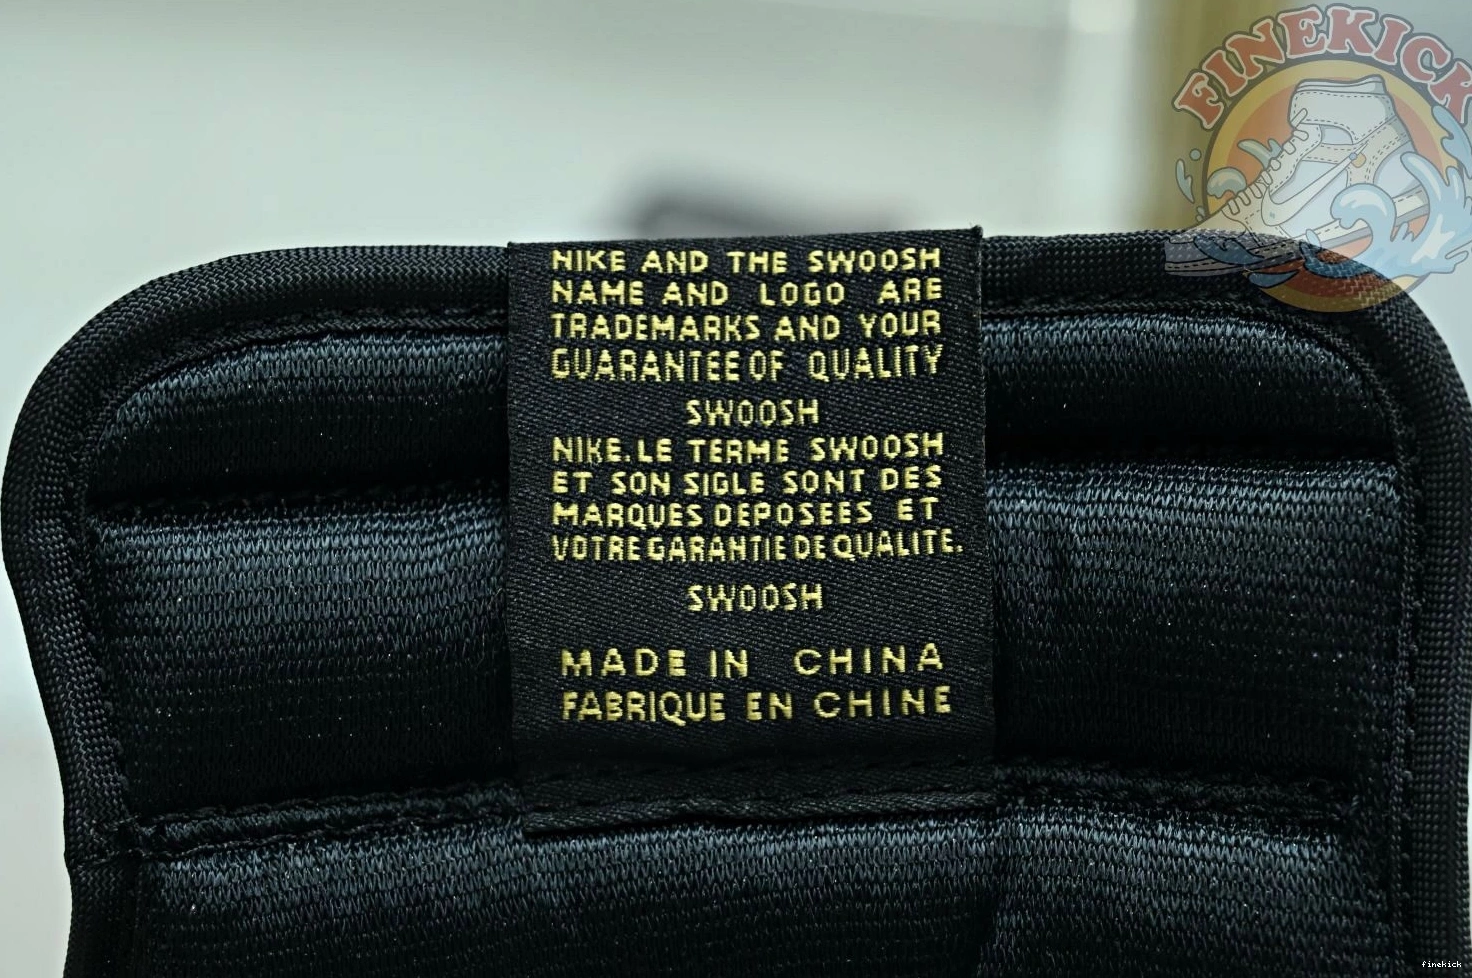 FINEKICK
NIKE AND THE SWOOSH
NAME AND LOGO ARE
TRADEMARKS AND YOUR
GUARANTEE OF QUALITY
SWOOSH
NIKE.LE TERME SWOOSH
ET SON SIGLE SONT DES
MARQUES DEPOSEES ET
VOTRE GARANTIE DE QUALITE.
SWOOSH
MADE IN CHINA
FABRIQUE EN CHINE
finekick